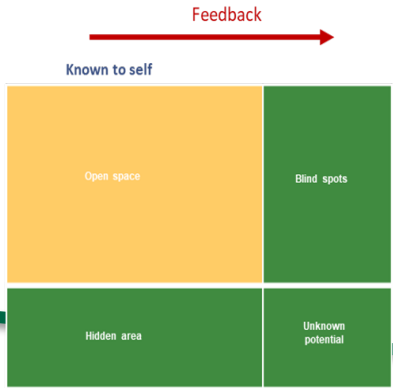 Feedback
Known to self
Open space
Blind spots
Hidden area
Unknown
potential